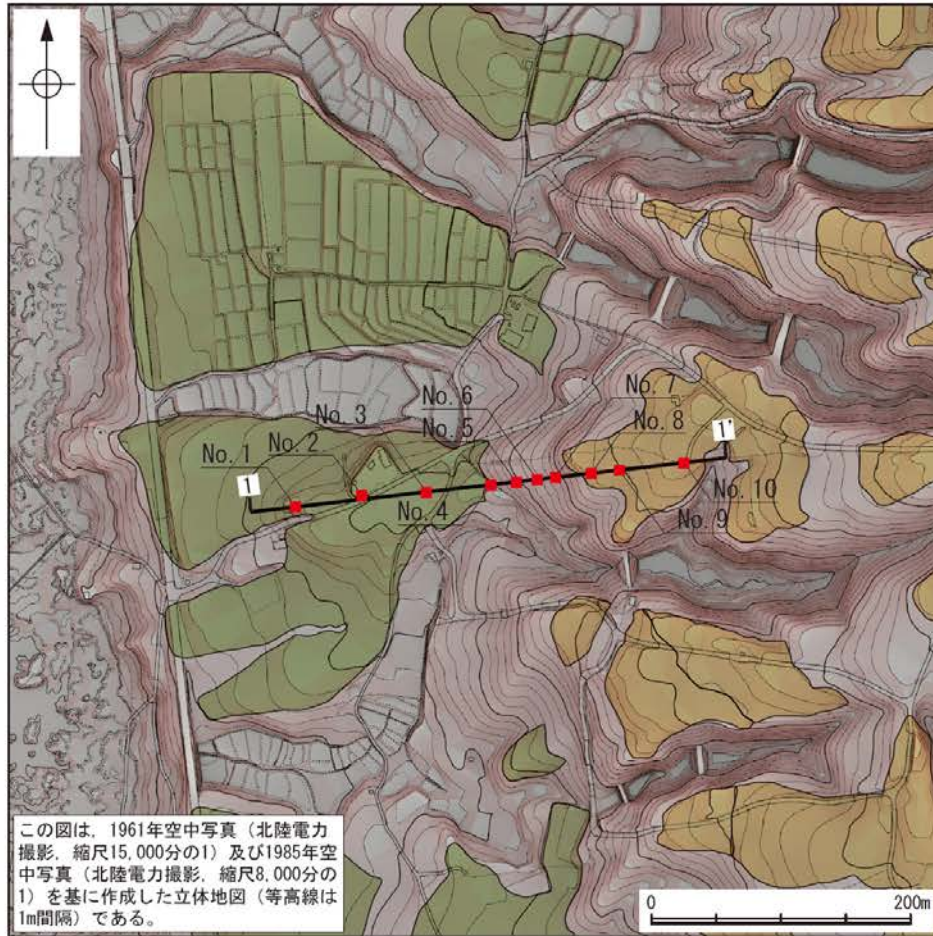 No. 6
No. 7
No. 3
No. 5
No. 8
No. 2
No. 1
1'
1
No. 10
No. 4
No. 9
この図は，1961年空中写真（北陸電力
撮影，縮尺15,000分の1）及び1985年空
中写真（北陸電力撮影，縮尺8,000分の
1）を基に作成した立体地図（等高線は
1m間隔）である。
0 200m